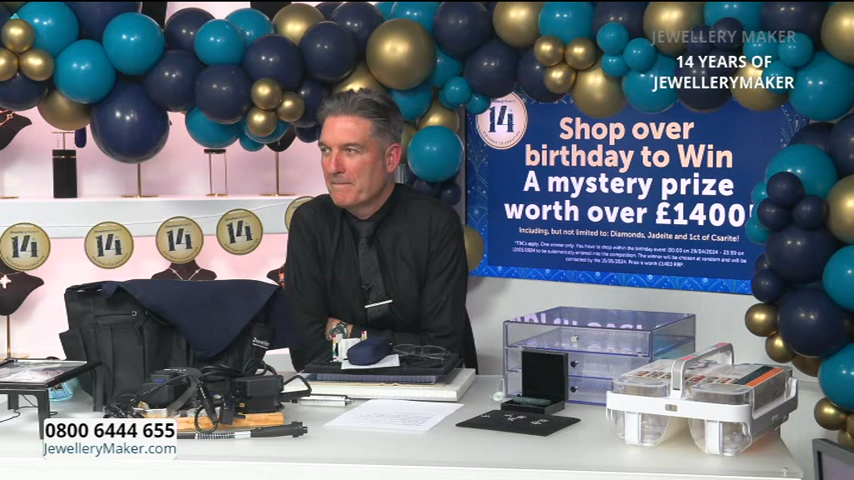 JEWELLERY MAKER
14 YEARS OF
JEWELLERYMAKER
14
Shop over
birthday to Win
A mystery prize
worth over £1400!
Including, but not limited to: Diamonds, Jadeite and 1ct of Csarite!
14
14
14
14
0800 6444 655
JewelleryMaker.com